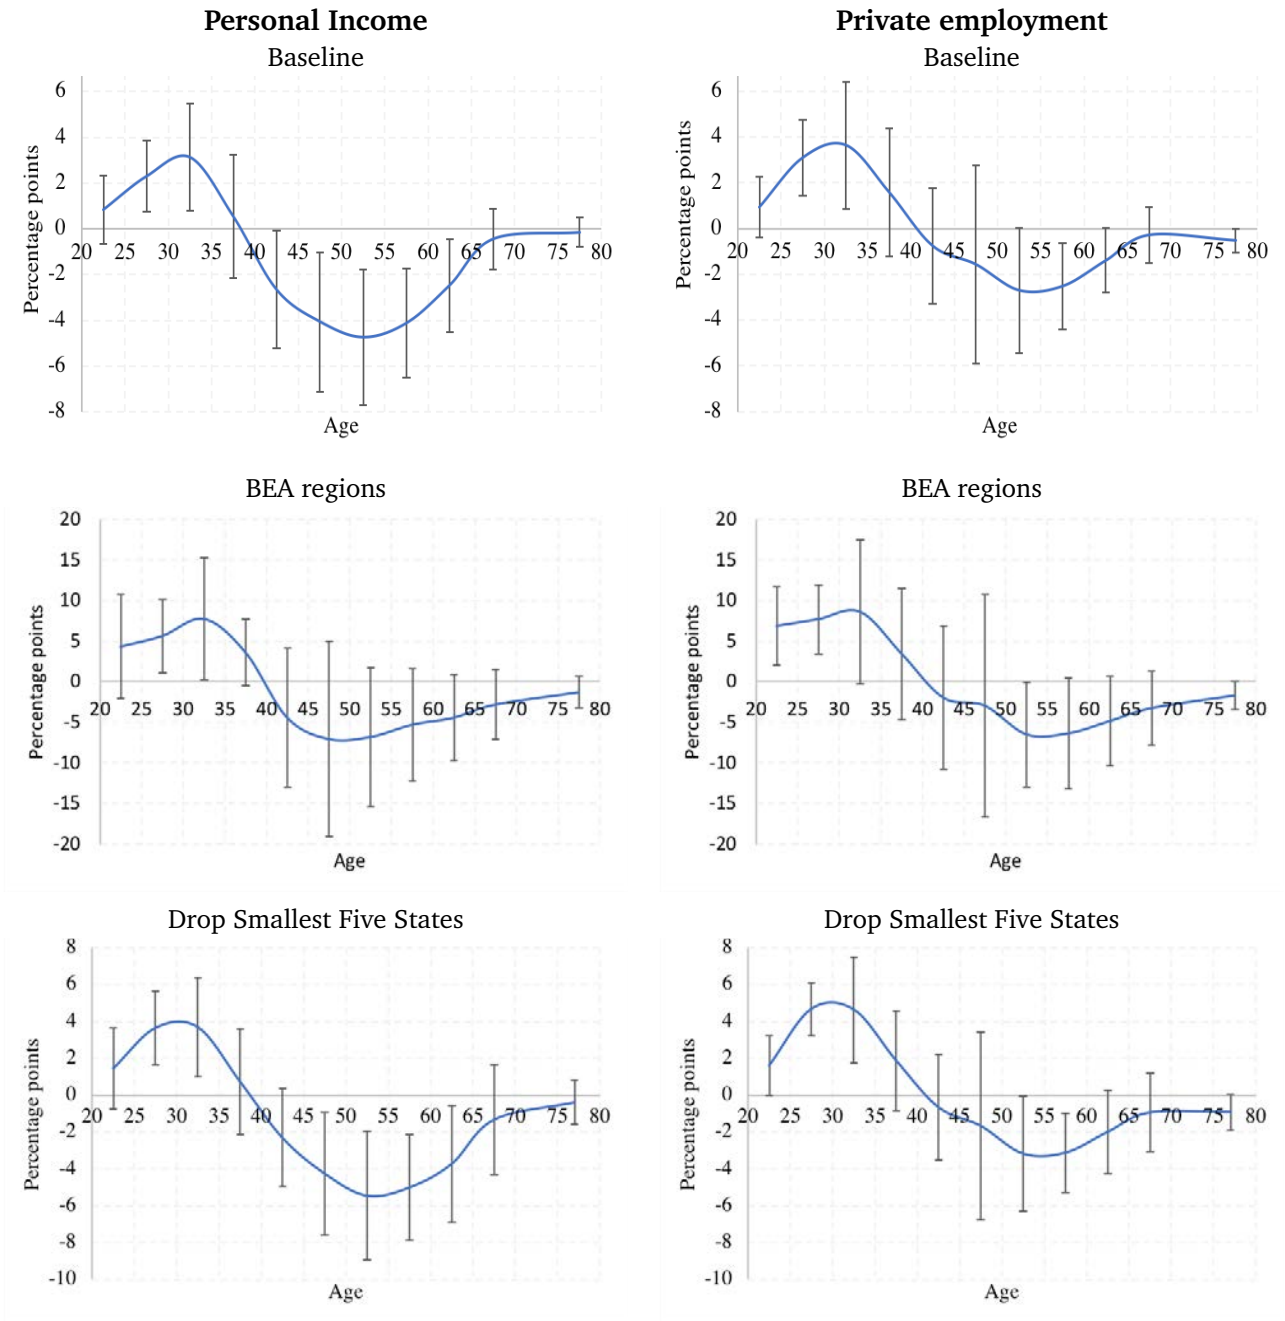 Personal Income
Private employment
Baseline
Baseline
6
4
2
0
-2
-4
-6
-8
20 25 30 35 40 45 50 55 60 65 70 75 80
Percentage points
Age
6
4
2
0
-2
-4
-6
-8
20 25 30 35 40 45 50 55 60 65 70 75 80
Percentage points
Age
BEA regions
BEA regions
20
15
10
5
0
-5
-10
-15
-20
20 25 30 35 40 45 50 55 60 65 70 75 80
Percentage points
Age
20
15
10
5
0
-5
-10
-15
-20
20 25 30 35 40 45 50 55 60 65 70 75 80
Percentage points
Age
Drop Smallest Five States
Drop Smallest Five States
8
6
4
2
0
-2
-4
-6
-8
-10
20 25 30 35 40 45 50 55 60 65 70 75 80
Percentage points
Age
8
6
4
2
0
-2
-4
-6
-8
-10
20 25 30 35 40 45 50 55 60 65 70 75 80
Percentage points
Age